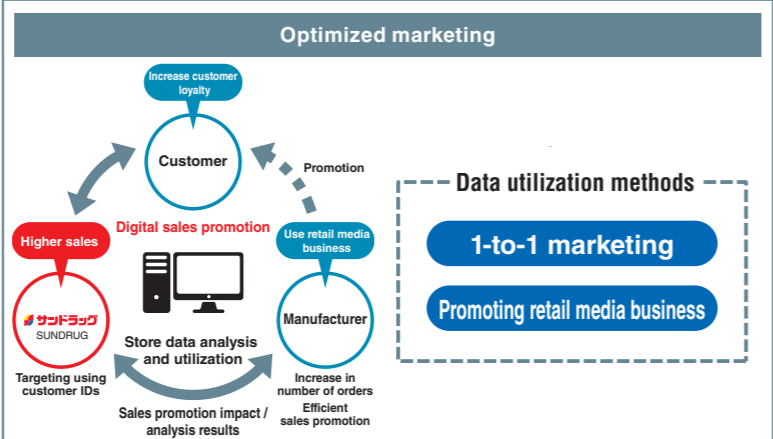 Optimized marketing
Increase customer
loyalty
Customer
Promotion
Digital sales promotion
Higher sales
Use retail media
business
サンドラッグ
SUNDRUG
Manufacturer
Store data analysis
and utilization
Targeting using
customer IDs
Increase in
number of orders
Efficient
sales promotion
Sales promotion impact /
analysis results
Data utilization methods
1-to-1 marketing
Promoting retail media business